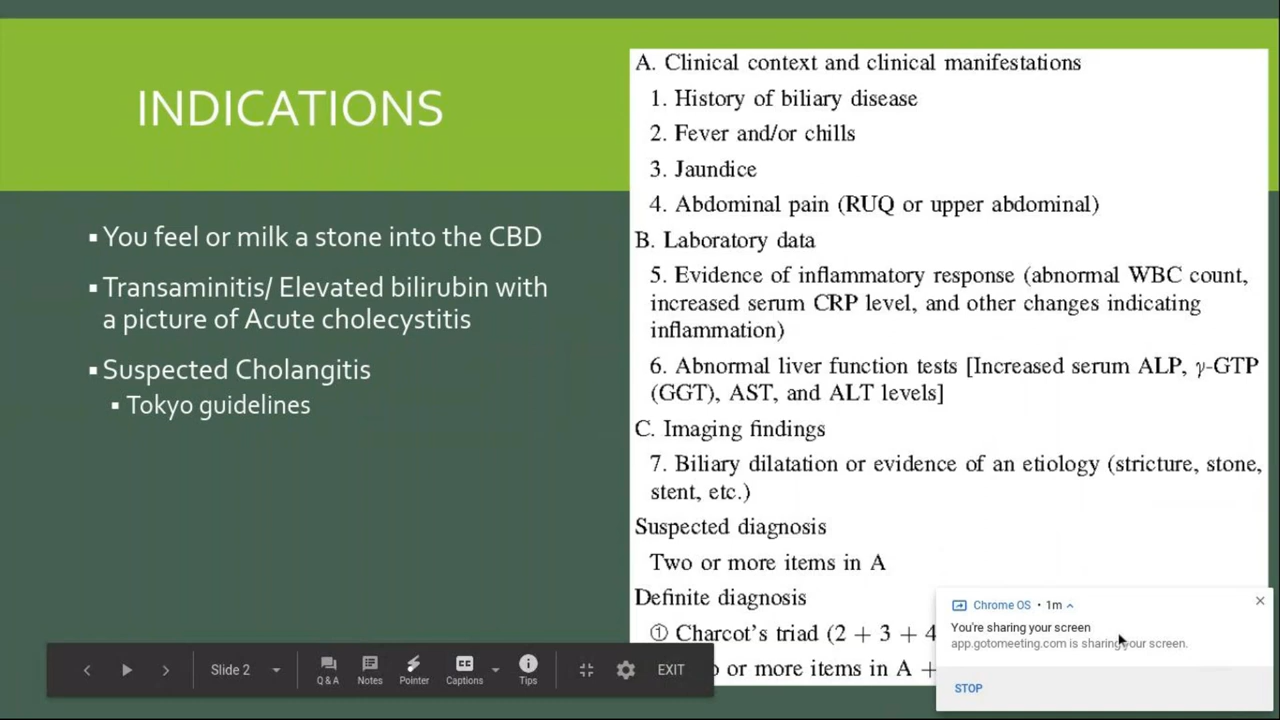 INDICATIONS
▪ You feel or milk a stone into the CBD
▪ Transaminitis/ Elevated bilirubin with
a picture of Acute cholecystitis
▪ Suspected Cholangitis
▪ Tokyo guidelines
A. Clinical context and clinical manifestations
1. History of biliary disease
2. Fever and/or chills
3. Jaundice
4. Abdominal pain (RUQ or upper abdominal)
B. Laboratory data
5. Evidence of inflammatory response (abnormal WBC count,
increased serum CRP level, and other changes indicating
inflammation)
6. Abnormal liver function tests [Increased serum ALP, γ-GTP
(GGT), AST, and ALT levels]
C. Imaging findings
7. Biliary dilatation or evidence of an etiology (stricture, stone,
stent, etc.)
Suspected diagnosis
Two or more items in A
Definite diagnosis
① Charcot's triad (2 + 3 + 4
or more items in A +
Slide 2
Q & A
Notes
Pointer
CC
Captions
Tips
EXIT
Chrome OS • 1m
You're sharing your screen
app.gotomeeting.com is sharing your screen.
STOP